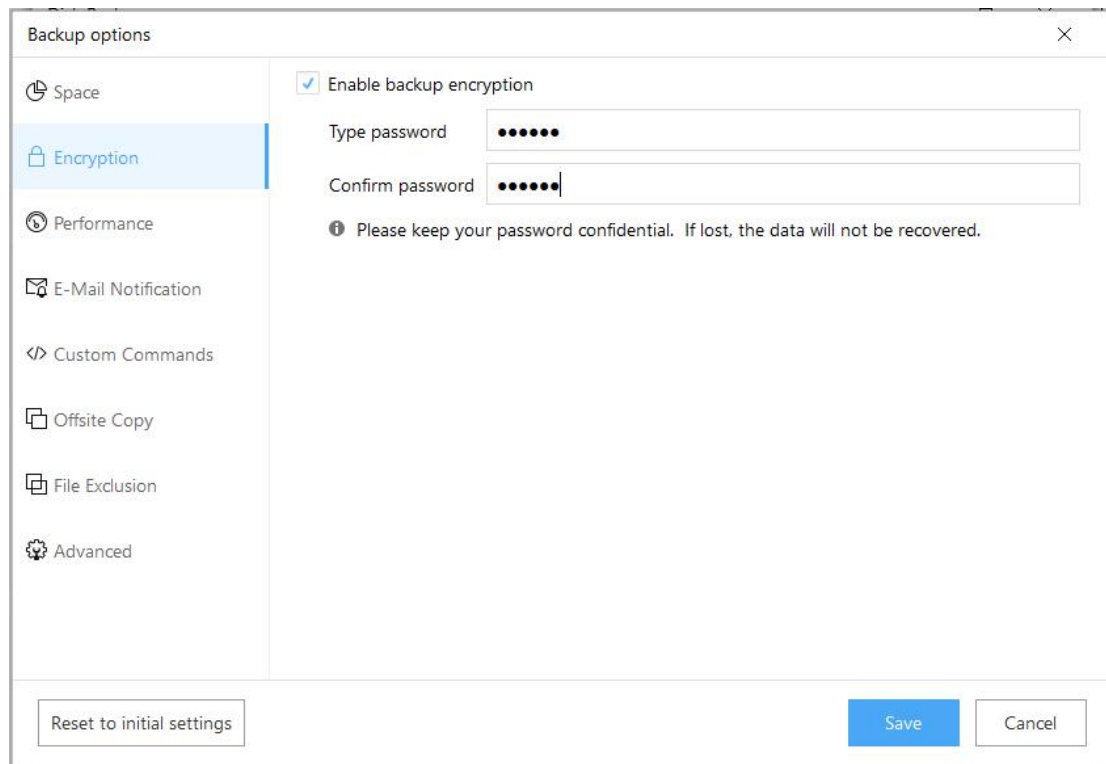 Backup options
Space
Encryption
Performance
E-Mail Notification
Custom Commands
Offsite Copy
File Exclusion
Advanced
Enable backup encryption
Type password ••••••
Confirm password ••••••
Please keep your password confidential. If lost, the data will not be recovered.
Reset to initial settings
Save
Cancel